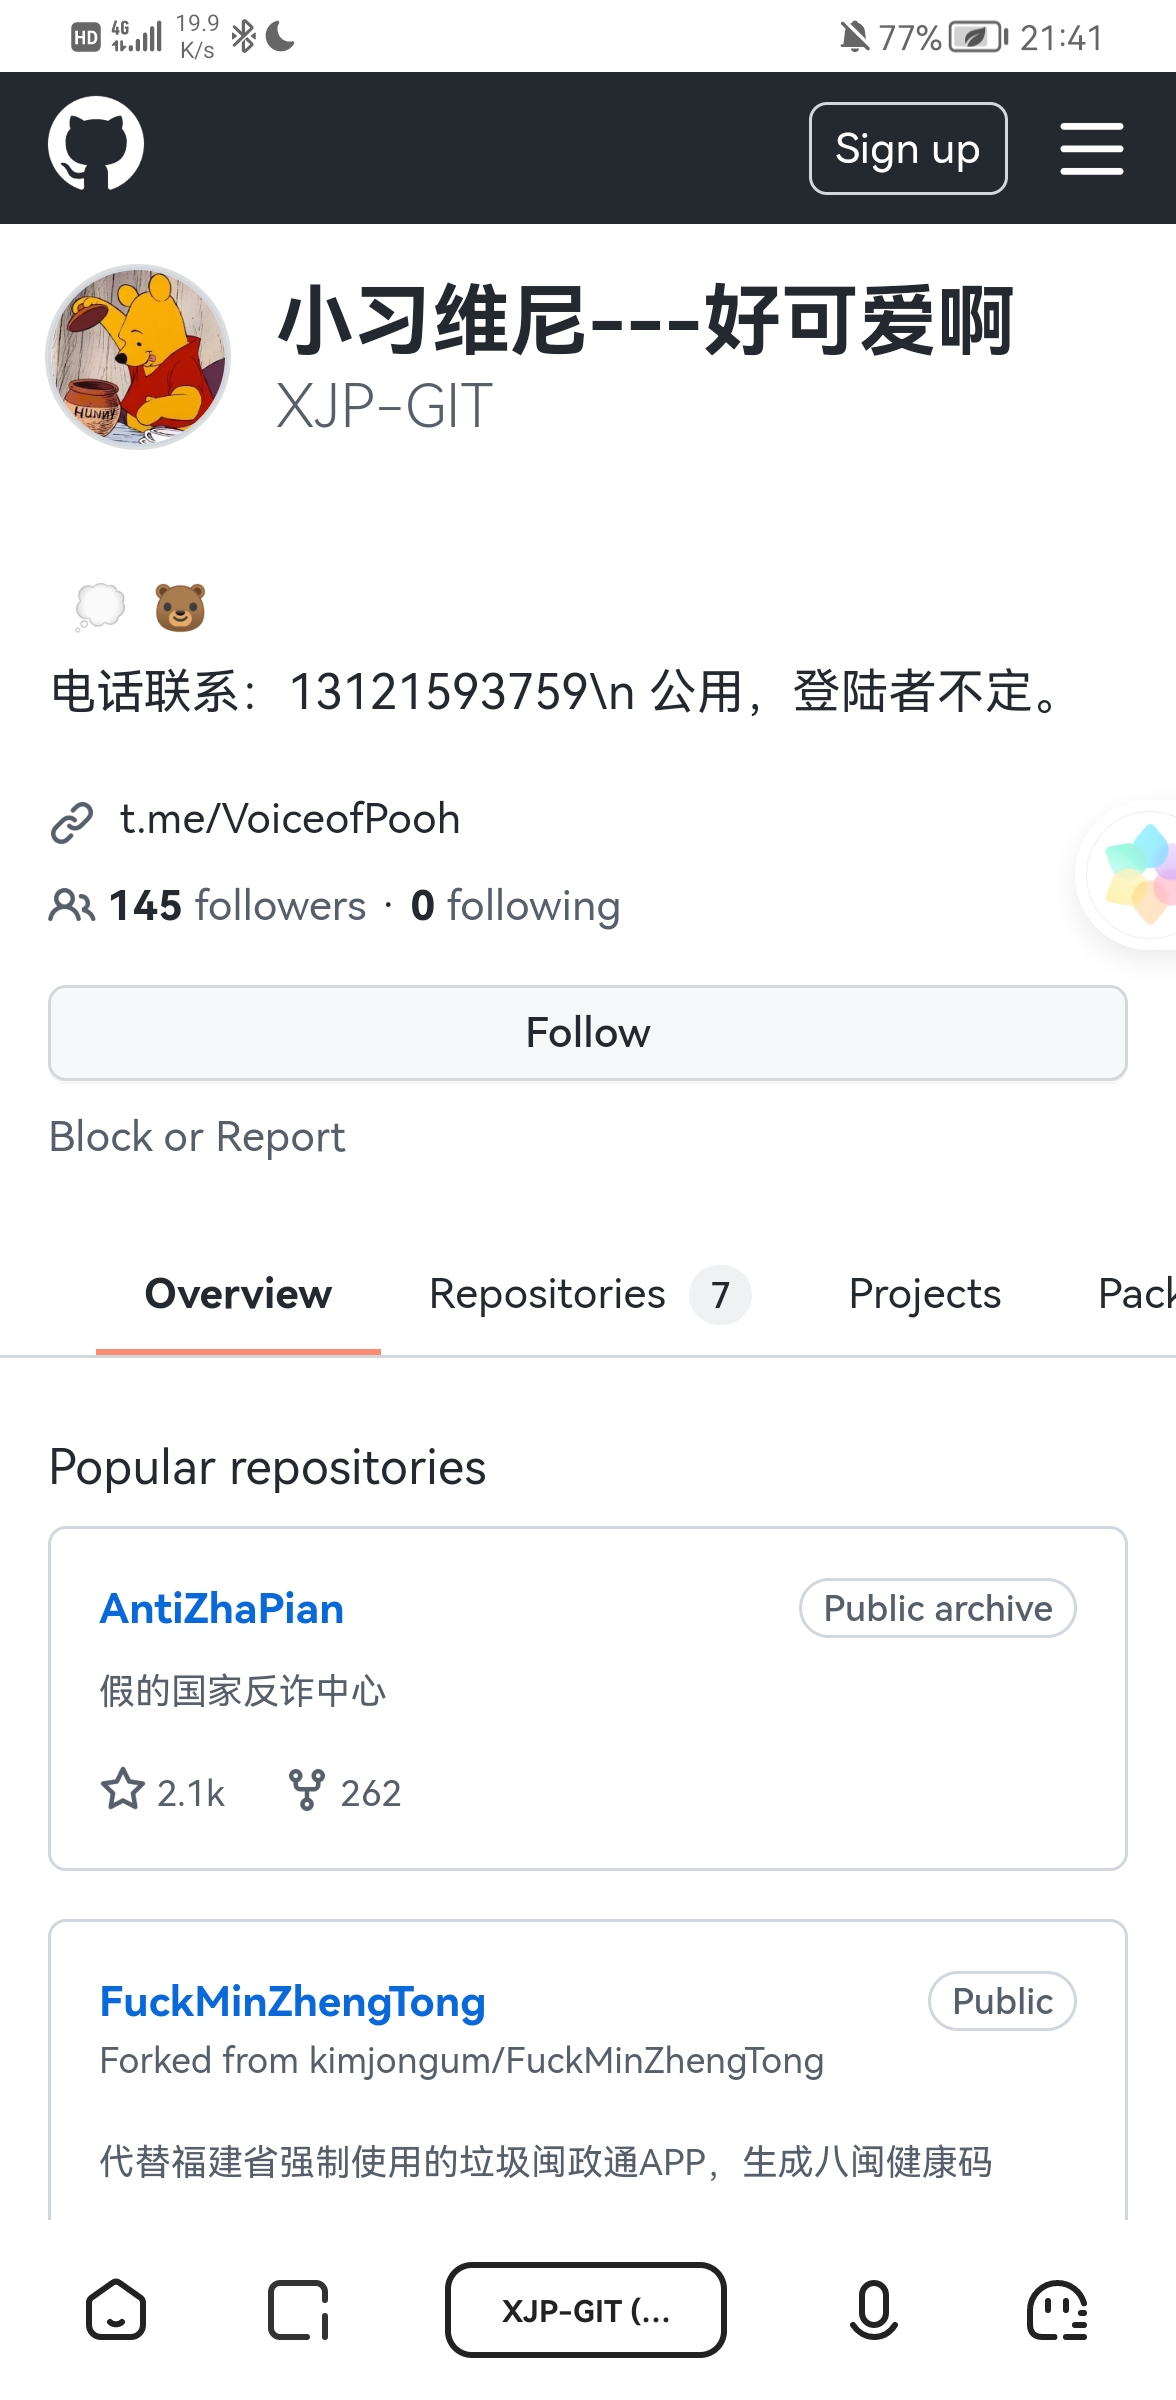 HD 4G 19.9 K/s 77% 21:41
Sign up
HUNNY
小习维尼---好可爱啊
XJP-GIT
电话联系：13121593759\n 公用，登陆者不定。
t.me/VoiceofPooh
145 followers · 0 following
Follow
Block or Report
Overview Repositories 7 Projects Pack
Popular repositories
AntiZhaPian Public archive
假的国家反诈中心
2.1k 262
FuckMinZhengTong Public
Forked from kimjongum/FuckMinZhengTong
代替福建省强制使用的垃圾闽政通APP，生成八闽健康码
XJP-GIT (...